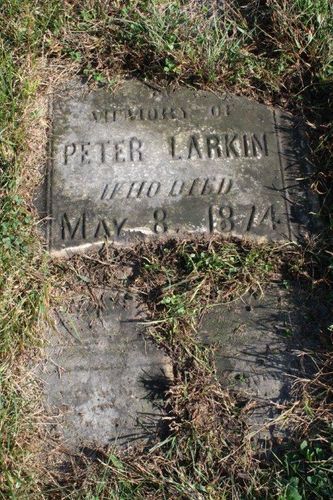 MEMORY OF
PETER LARKIN
WHO DIED
MAY 8, 1874